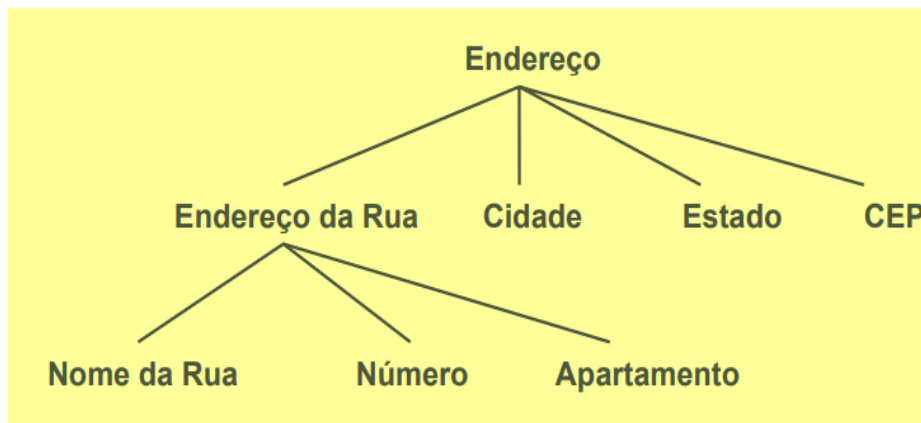 Endereço
Endereço da Rua Cidade Estado CEP
Nome da Rua Número Apartamento